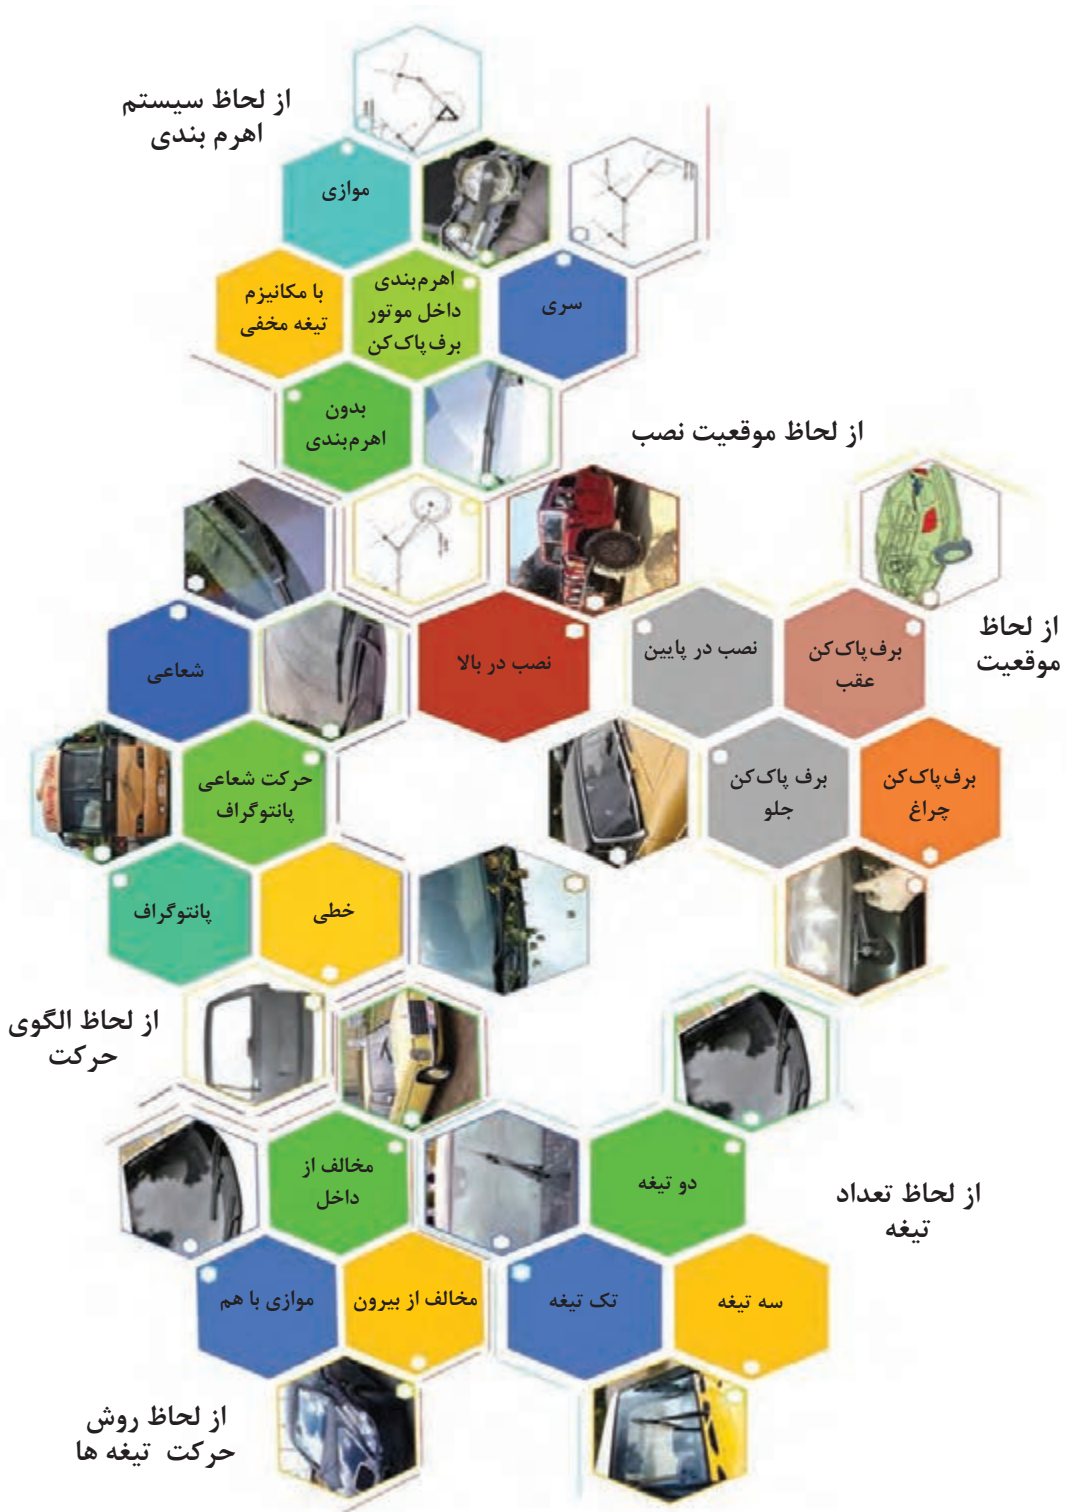 از لحاظ سیستم
اهرم بندی
موازی
با مکانیزم
تیغه مخفی
اهرم‌بندی
داخل موتور
برف پاک‌کن
سری
بدون
اهرم‌بندی
از لحاظ موقعیت نصب
شعاعی
نصب در بالا
نصب در پایین
برف پاک‌کن
عقب
از لحاظ
موقعیت
حرکت شعاعی
پانتوگراف
برف پاک‌کن
جلو
برف پاک‌کن
چراغ
پانتوگراف
خطی
از لحاظ الگوی
حرکت
مخالف از
داخل
دو تیغه
از لحاظ تعداد
تیغه
موازی با هم
مخالف از بیرون
تک تیغه
سه تیغه
از لحاظ روش
حرکت تیغه ها